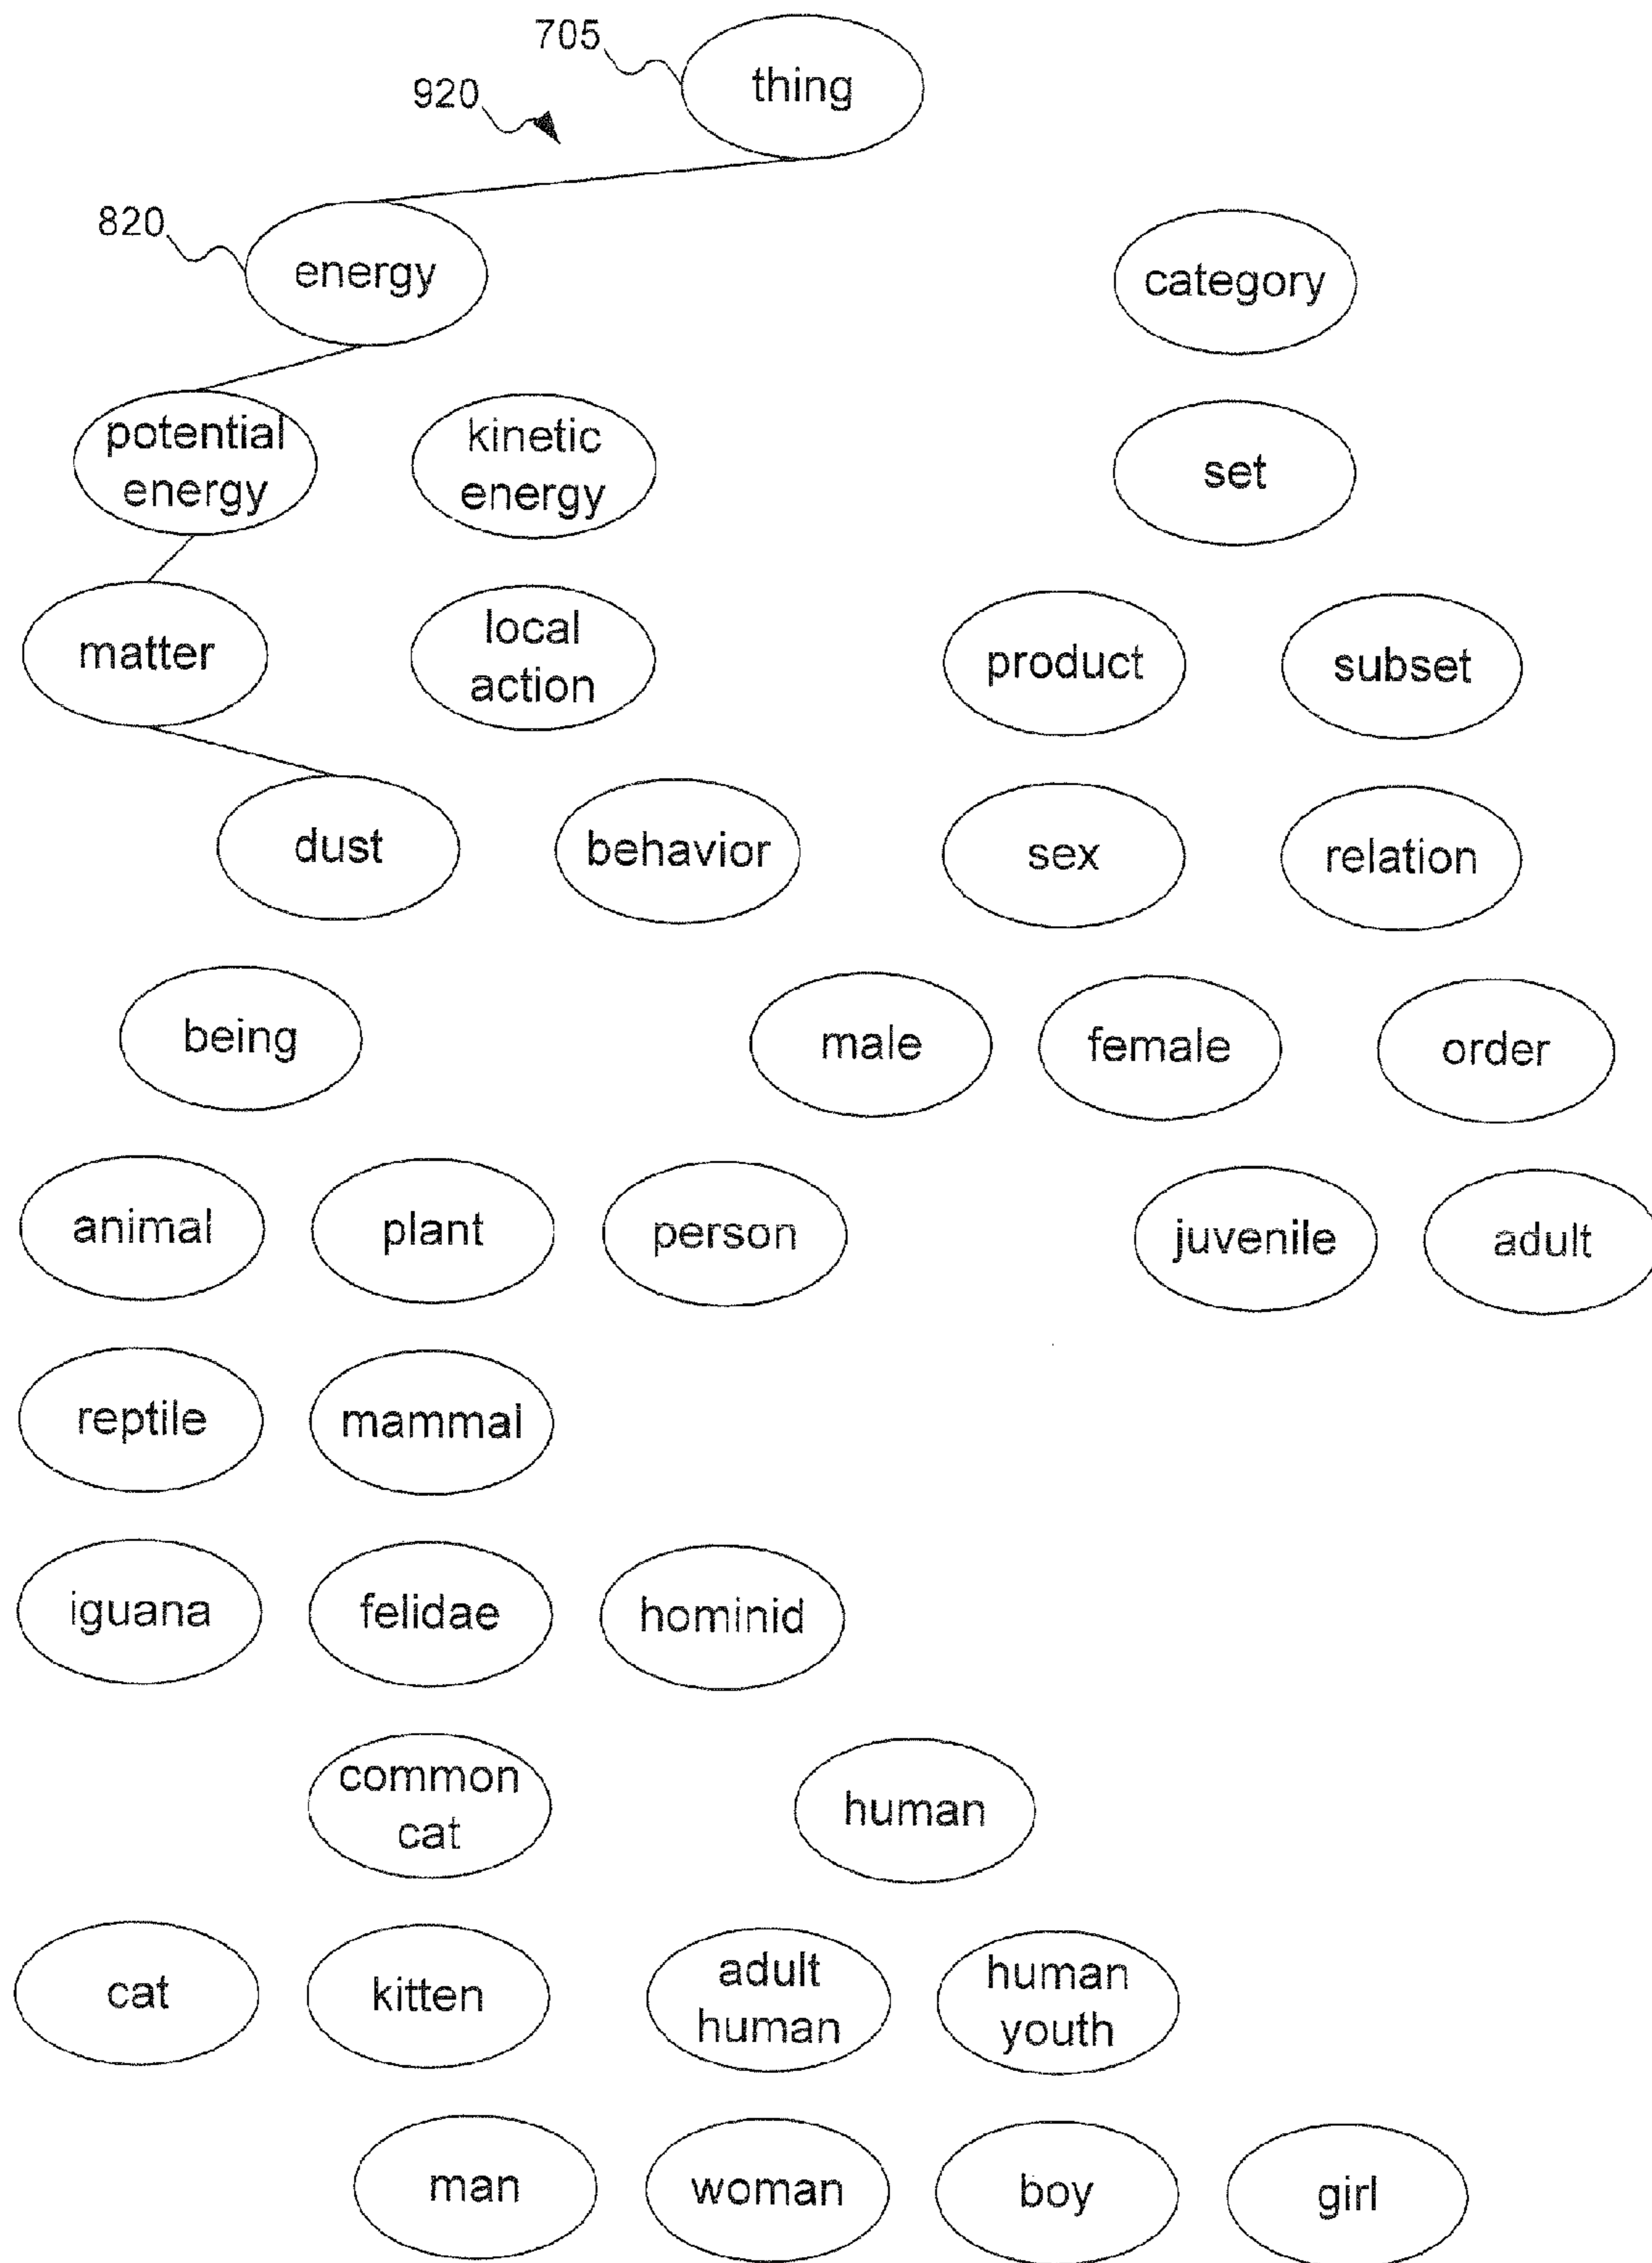 705
thing
920
820
energy
category
potential
energy
kinetic
energy
set
matter
local
action
product
subset
dust
behavior
sex
relation
being
male
female
order
animal
plant
person
juvenile
adult
reptile
mammal
iguana
felidae
hominid
common
cat
human
cat
kitten
adult
human
human
youth
man
woman
boy
girl